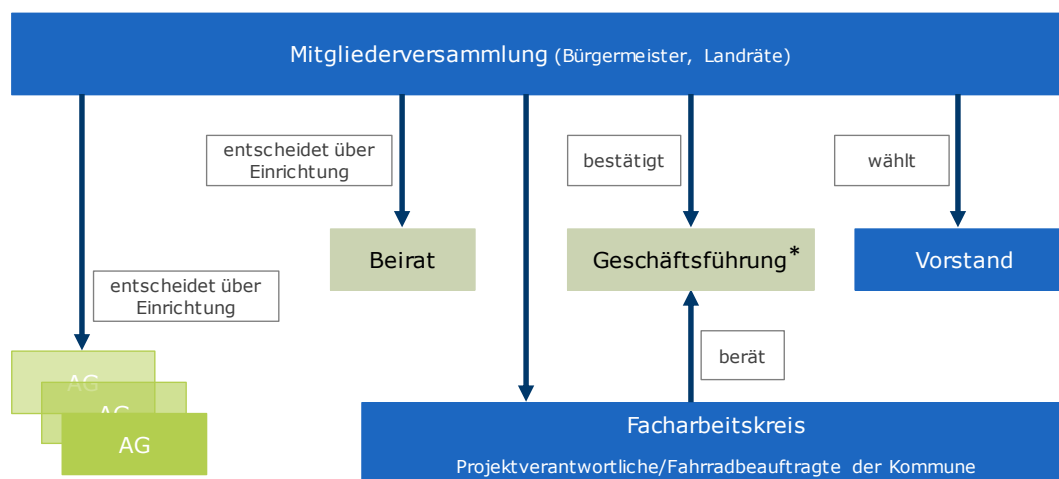 Mitgliederversammlung (Bürgermeister, Landräte)
entscheidet über
Einrichtung
bestätigt
wählt
Beirat
Geschäftsführung*
Vorstand
entscheidet über
Einrichtung
berät
AG
AG
AG
Facharbeitskreis
Projektverantwortliche/Fahrradbeauftragte der Kommune